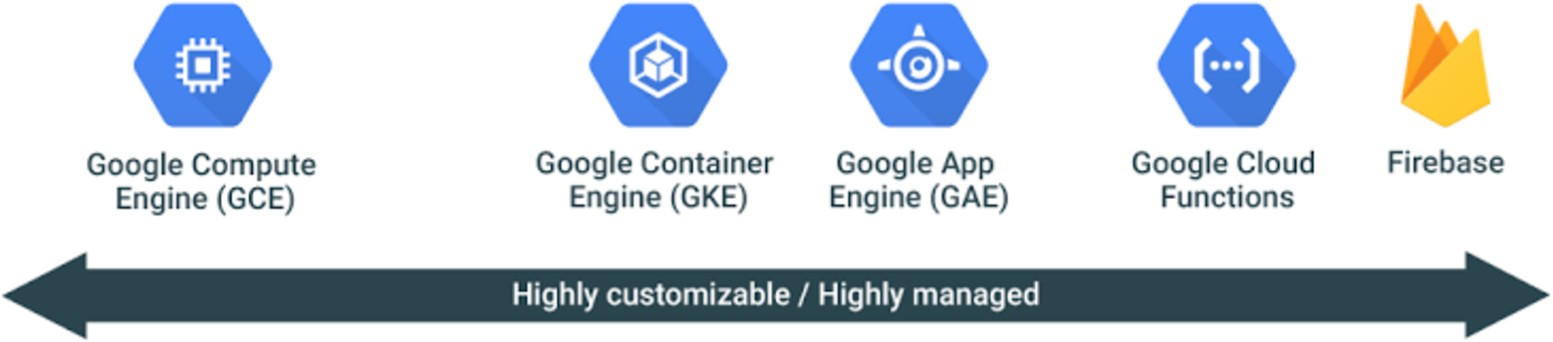 Google Compute
Engine (GCE)
Google Container
Engine (GKE)
Google App
Engine (GAE)
Google Cloud
Functions
Firebase
Highly customizable / Highly managed